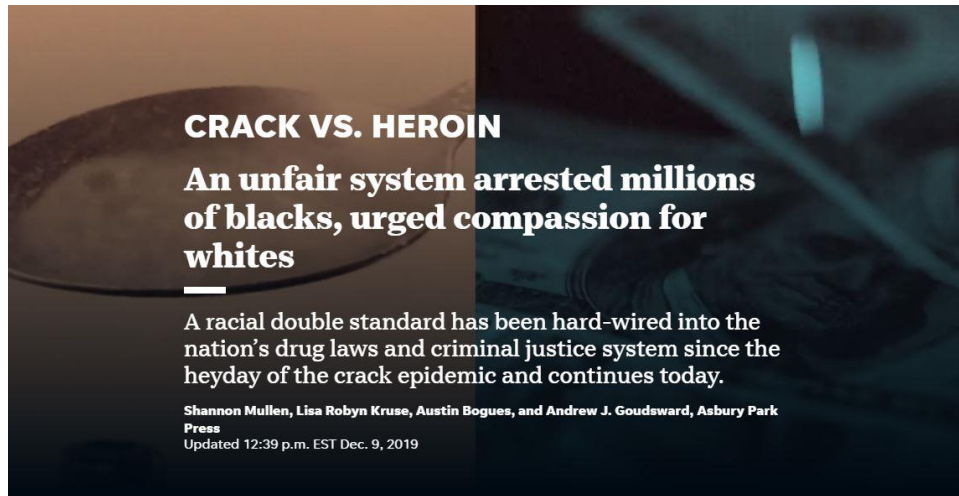 CRACK VS. HEROIN
An unfair system arrested millions
of blacks, urged compassion for
whites
A racial double standard has been hard-wired into the
nation’s drug laws and criminal justice system since the
heyday of the crack epidemic and continues today.
Shannon Mullen, Lisa Robyn Kruse, Austin Bogues, and Andrew J. Goudsward, Asbury Park
Press
Updated 12:39 p.m. EST Dec. 9, 2019